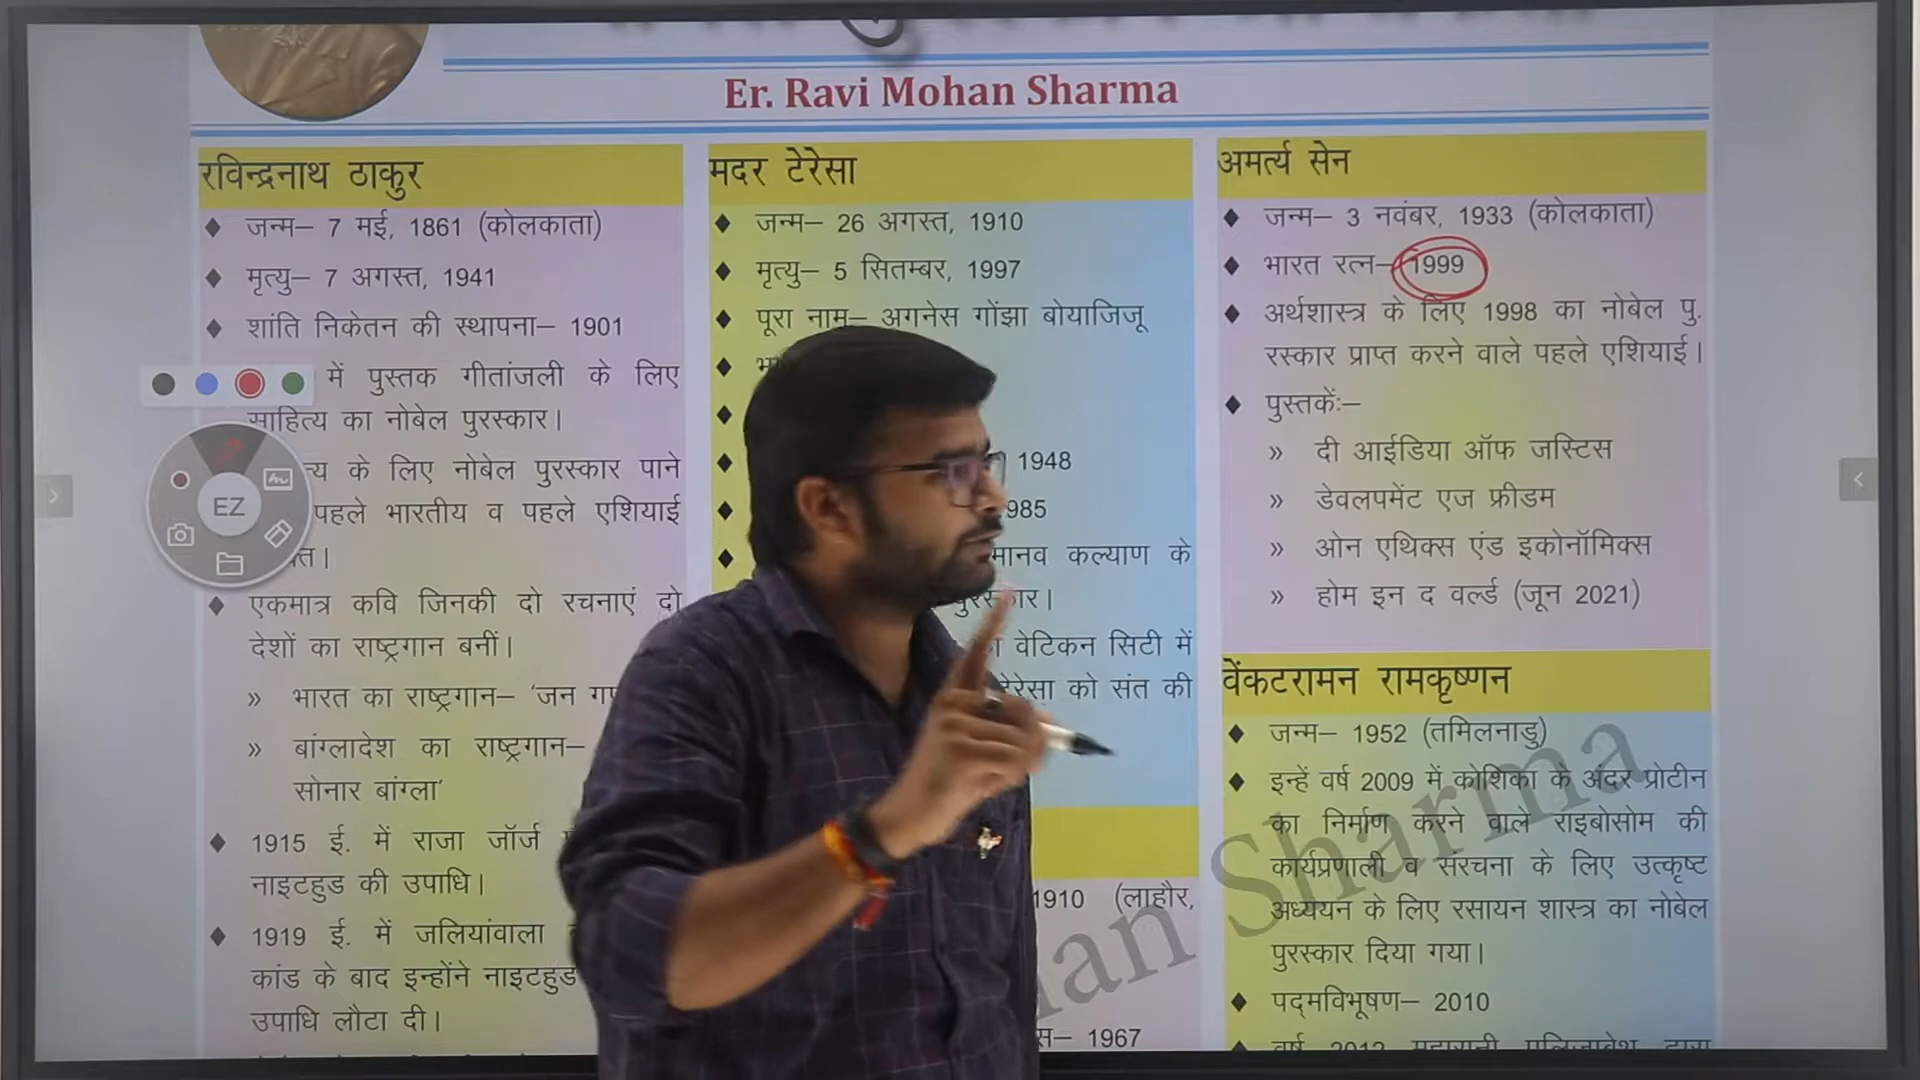 Er. Ravi Mohan Sharma
रविन्द्रनाथ ठाकुर
जन्म– 7 मई, 1861 (कोलकाता)
मृत्यु– 7 अगस्त, 1941
शांति निकेतन की स्थापना– 1901
में पुस्तक गीतांजली के लिए
साहित्य का नोबेल पुरस्कार।
के लिए नोबेल पुरस्कार पाने
पहले भारतीय व पहले एशियाई
एकमात्र कवि जिनकी दो रचनाएं दो
देशों का राष्ट्रगान बनीं।
» भारत का राष्ट्रगान– 'जन
» बांग्लादेश का राष्ट्रगान–
सोनार बांग्ला'
1915 ई. में राजा जॉर्ज
नाइटहुड की उपाधि।
1919 ई. में जलियांवाला
कांड के बाद इन्होंने नाइटहुड
उपाधि लौटा दी।
EZ
मदर टेरेसा
जन्म– 26 अगस्त, 1910
मृत्यु– 5 सितम्बर, 1997
पूरा नाम– अगनेस गोंझा बोयाजिजू
1948
985
मानव कल्याण के
पुरस्कार।
वेटिकन सिटी में
को संत की
1910 (लाहौर,
1967
अमर्त्य सेन
जन्म– 3 नवंबर, 1933 (कोलकाता)
भारत रत्न– 1999
अर्थशास्त्र के लिए 1998 का नोबेल पु.
रस्कार प्राप्त करने वाले पहले एशियाई।
पुस्तकें:–
» दी आईडिया ऑफ जस्टिस
» डेवलपमेंट एज फ्रीडम
» ओन एथिक्स एंड इकोनॉमिक्स
» होम इन द वर्ल्ड (जून 2021)
वेंकटरामन रामकृष्णन
जन्म– 1952 (तमिलनाडु)
इन्हें वर्ष 2009 में कोशिका के अंदर प्रोटीन
का निर्माण करने वाले राइबोसोम की
कार्यप्रणाली व संरचना के लिए उत्कृष्ट
अध्ययन के लिए रसायन शास्त्र का नोबेल
पुरस्कार दिया गया।
पद्मविभूषण– 2010
han Sharma